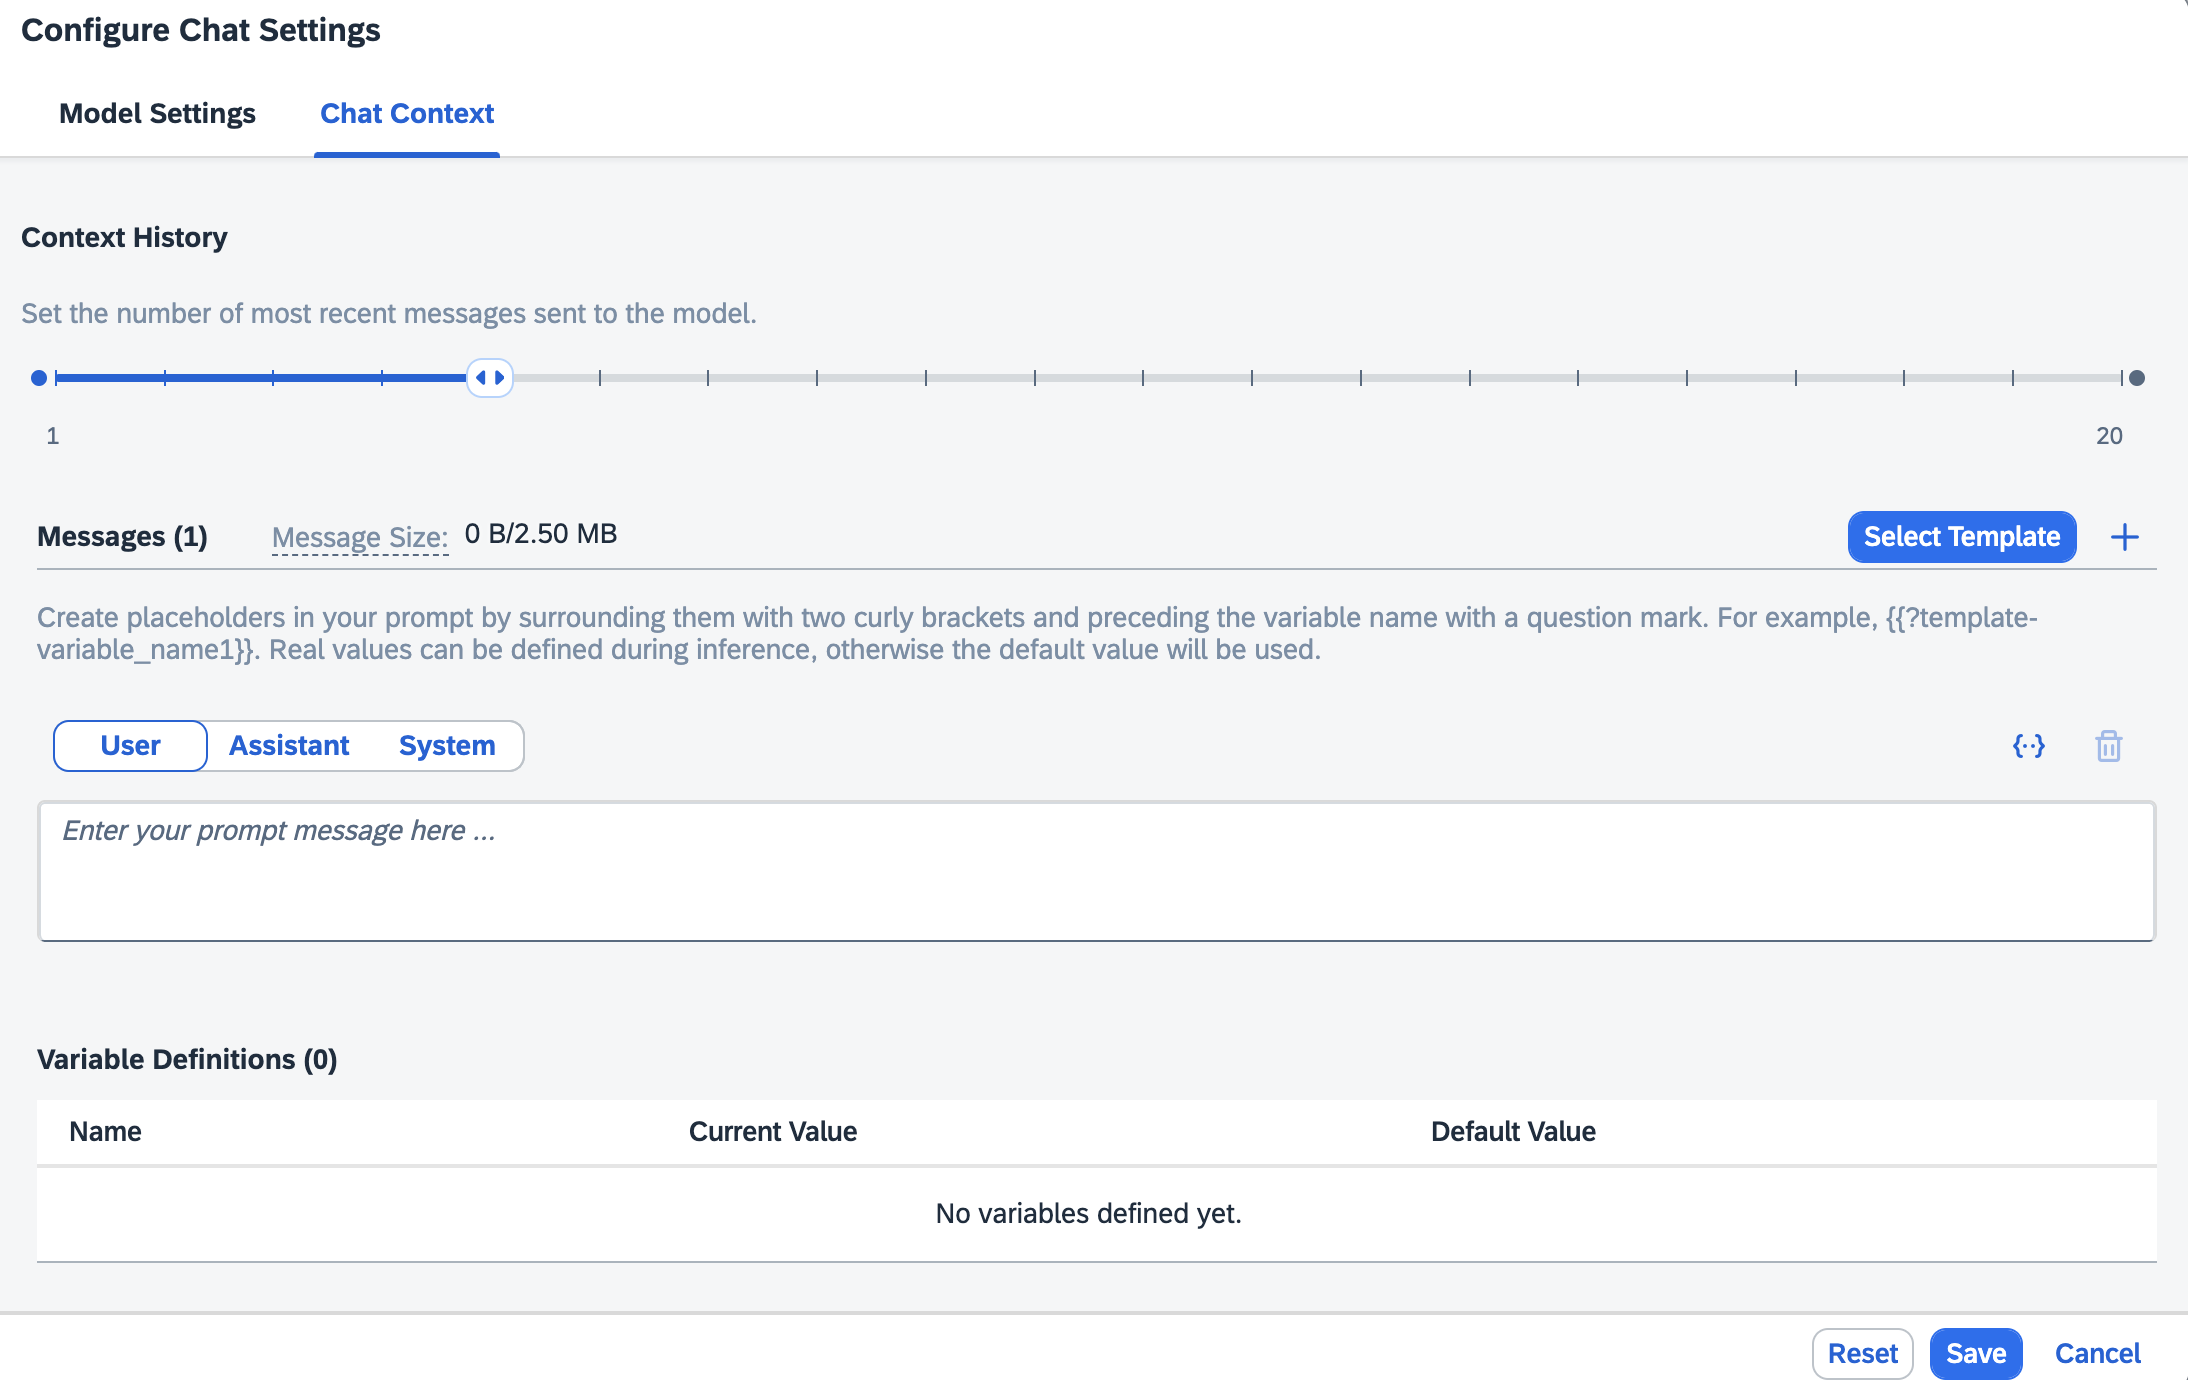 Configure Chat Settings
Model Settings
Chat Context
Context History
Set the number of most recent messages sent to the model.
1
20
Messages (1)
Message Size: 0 B/2.50 MB
Select Template
Create placeholders in your prompt by surrounding them with two curly brackets and preceding the variable name with a question mark. For example, {{?template-
variable_name1}}. Real values can be defined during inference, otherwise the default value will be used.
User
Assistant
System
Enter your prompt message here ...
Variable Definitions (0)
Name
Current Value
Default Value
No variables defined yet.
Reset
Save
Cancel